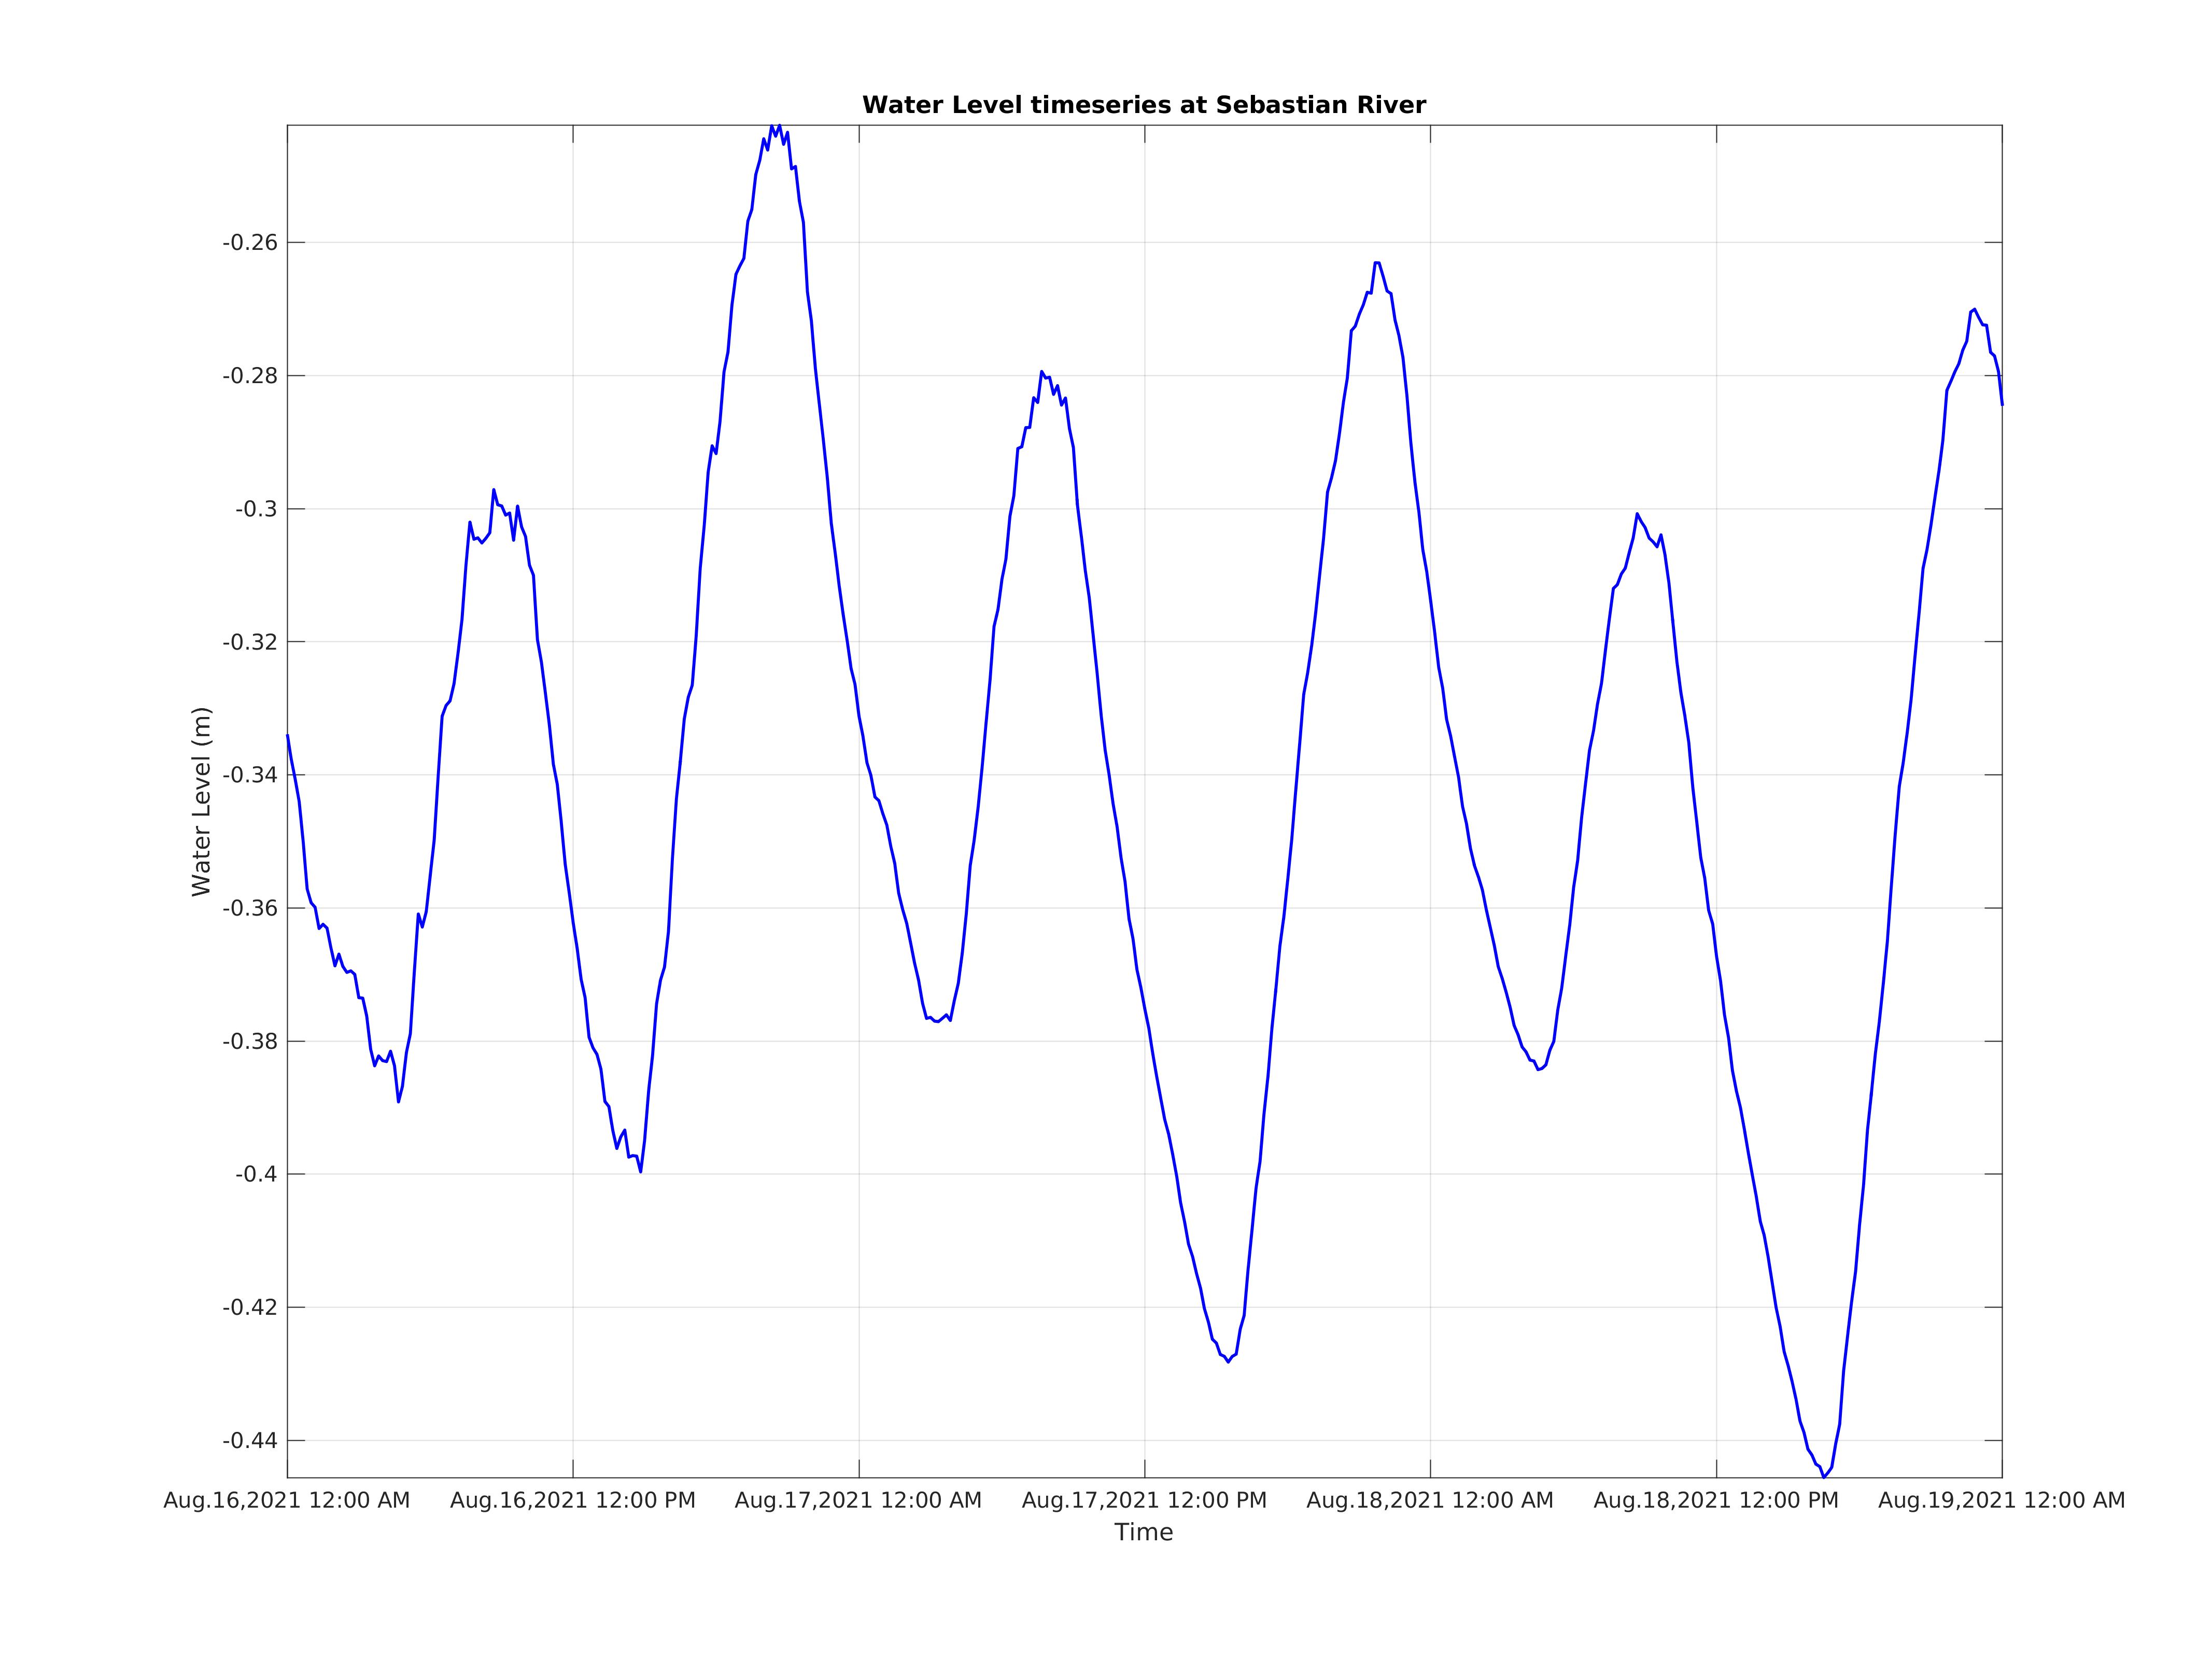 Water Level timeseries at Sebastian River
Water Level (m)
-0.26
-0.28
-0.3
-0.32
-0.34
-0.36
-0.38
-0.4
-0.42
-0.44
Aug.16,2021 12:00 AM
Aug.16,2021 12:00 PM
Aug.17,2021 12:00 AM
Aug.17,2021 12:00 PM
Aug.18,2021 12:00 AM
Aug.18,2021 12:00 PM
Aug.19,2021 12:00 AM
Time